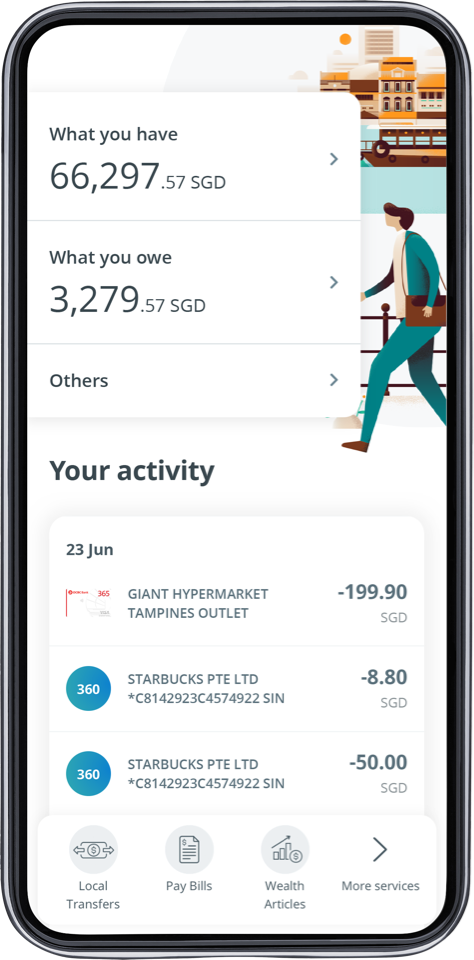 What you have
66,297.57 SGD
What you owe
3,279.57 SGD
Others
Your activity
23 Jun
365
GIANT HYPERMARKET
TAMPINES OUTLET
-199.90
SGD
360
STARBUCKS PTE LTD
*C8142923C4574922 SIN
-8.80
SGD
360
STARBUCKS PTE LTD
*C8142923C4574922 SIN
-50.00
SGD
Local
Transfers
Pay Bills
Wealth
Articles
More services